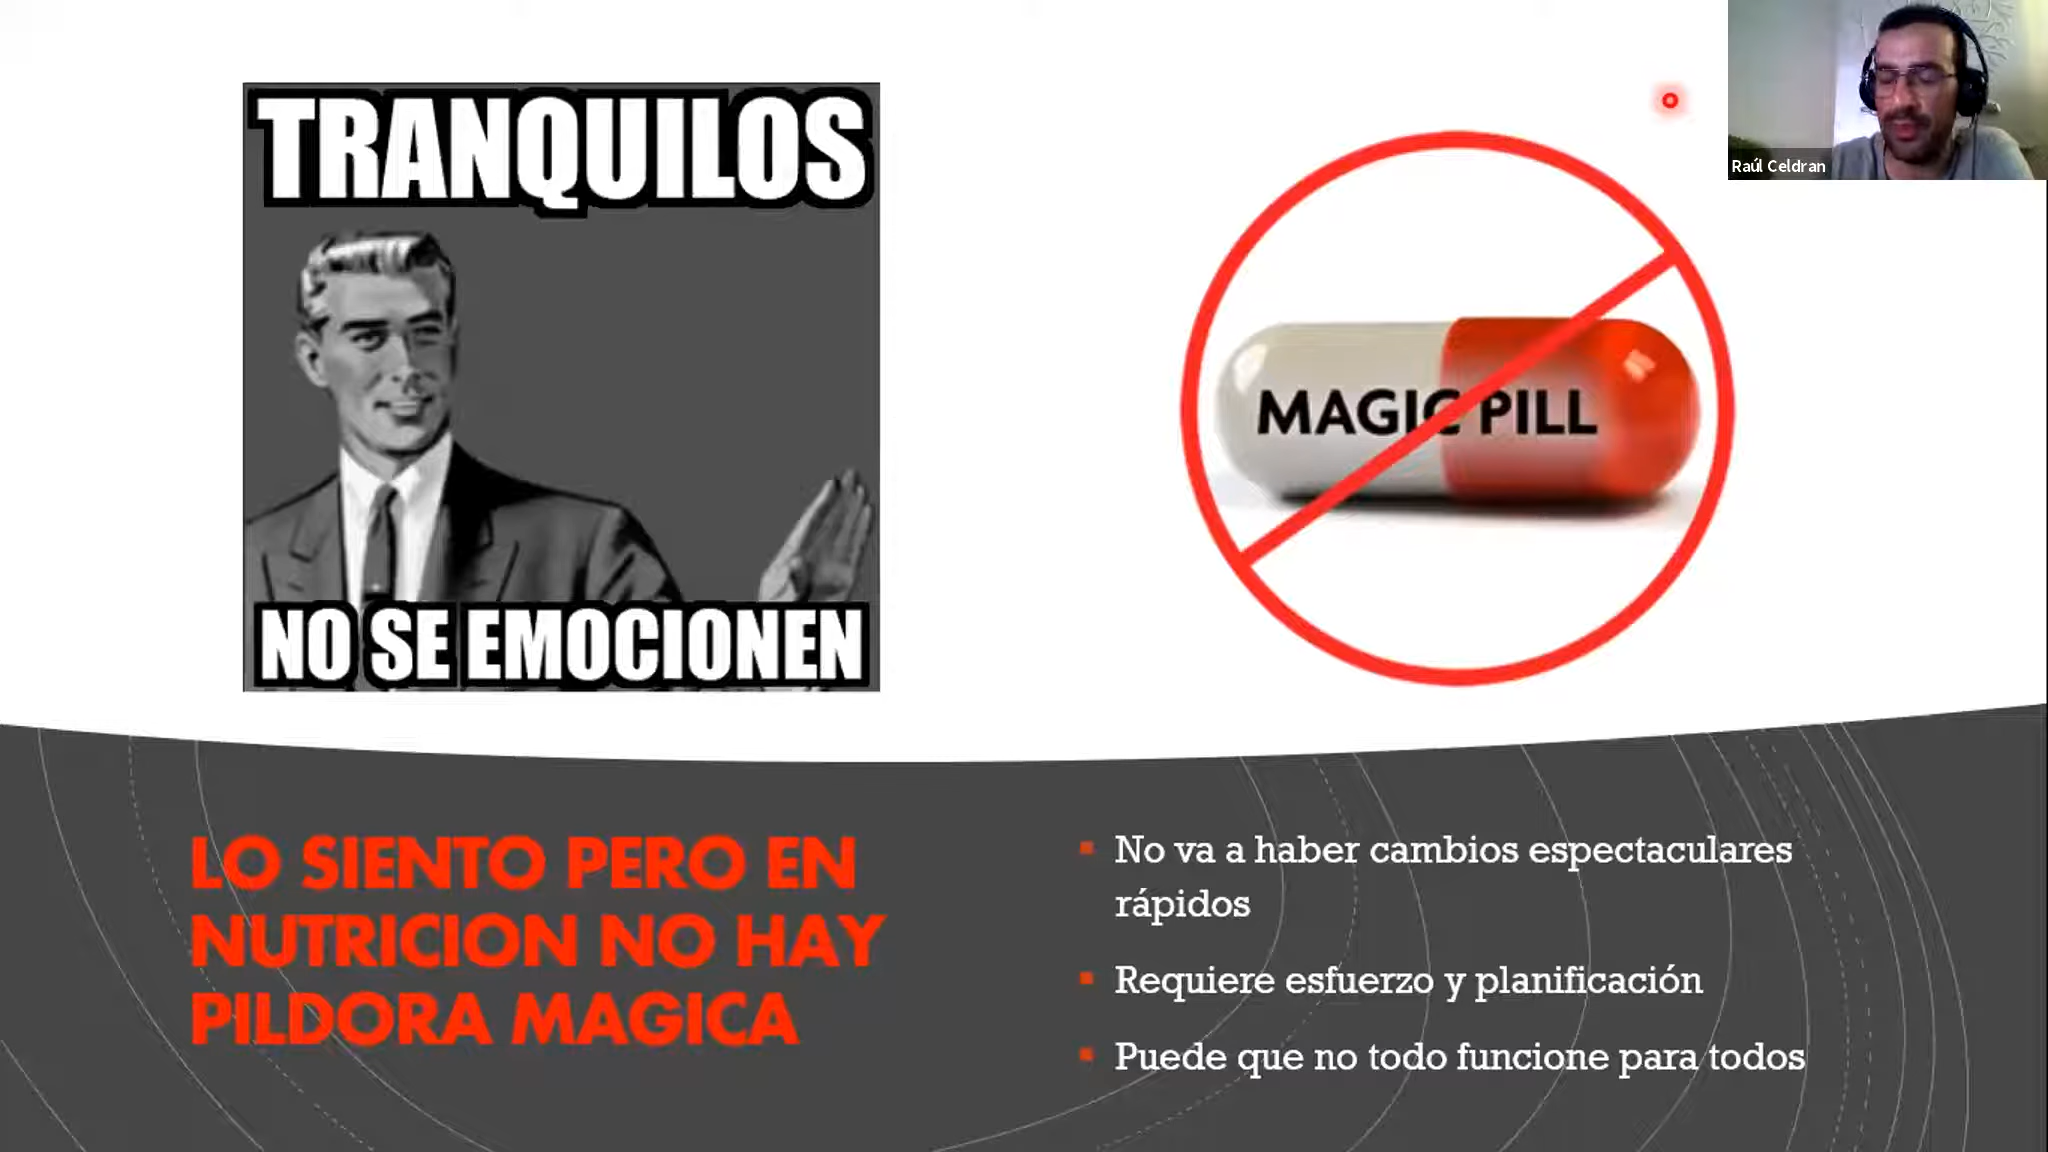 TRANQUILOS
NO SE EMOCIONEN
MAGIC PILL
Raúl Celdran
LO SIENTO PERO EN
NUTRICION NO HAY
PILDORA MAGICA
No va a haber cambios espectaculares
rápidos
Requiere esfuerzo y planificación
Puede que no todo funcione para todos